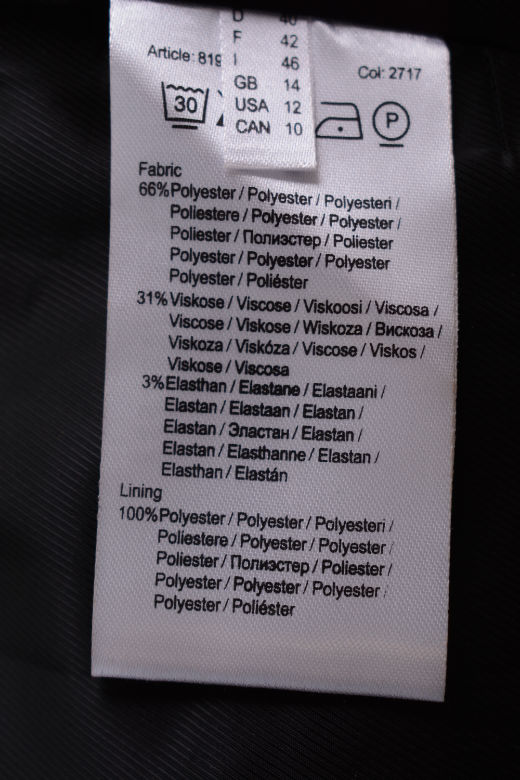 D 40
F 42
I 46
GB 14
USA 12
CAN 10
Article: 819
Col: 2717
30
P
Fabric
66% Polyester / Polyester / Polyesteri /
Poliestere / Polyester / Polyester /
Poliester / Полиэстер / Poliester
Polyester / Polyester / Polyester
Polyester / Poliéster
31% Viskose / Viscose / Viskoosi / Viscosa /
Viscose / Viskose / Wiskoza / Вискоза /
Viskoza / Viskóza / Viscose / Viskos /
Viskose / Viscosa
3% Elasthan / Elastane / Elastaani /
Elastan / Elastaan / Elastan /
Elastan / Эластан / Elastan /
Elastan / Elasthanne / Elastan /
Elasthan / Elastán
Lining
100% Polyester / Polyester / Polyesteri /
Poliestere / Polyester / Polyester /
Poliester / Полиэстер / Poliester /
Polyester / Polyester / Polyester /
Polyester / Poliéster